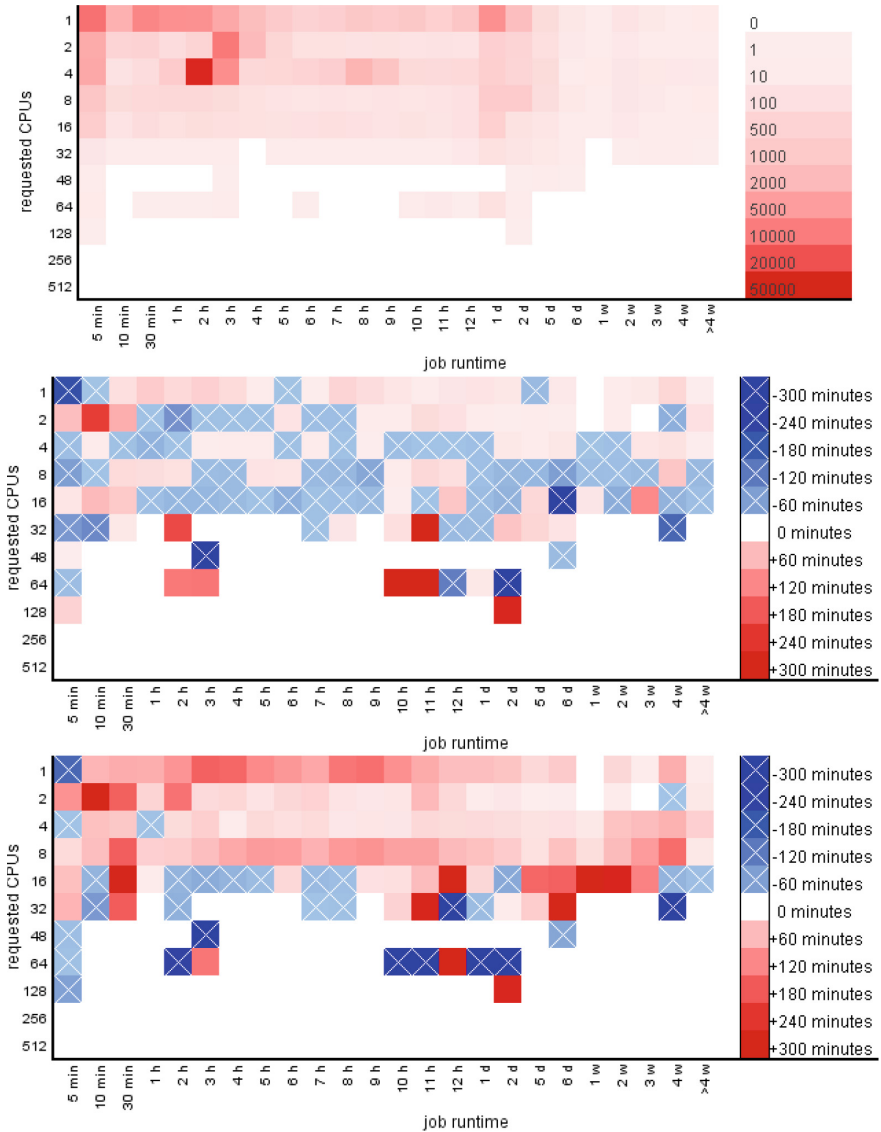 requested CPUs
1
2
4
8
16
32
48
64
128
256
512
5 min
10 min
30 min
1 h
2 h
3 h
4 h
5 h
6 h
7 h
8 h
9 h
10 h
11 h
12 h
1 d
2 d
5 d
6 d
1 w
2 w
3 w
4 w
>4 w
job runtime
0
1
10
100
500
1000
2000
5000
10000
20000
50000
requested CPUs
1
2
4
8
16
32
48
64
128
256
512
5 min
10 min
30 min
1 h
2 h
3 h
4 h
5 h
6 h
7 h
8 h
9 h
10 h
11 h
12 h
1 d
2 d
5 d
6 d
1 w
2 w
3 w
4 w
>4 w
job runtime
-300 minutes
-240 minutes
-180 minutes
-120 minutes
-60 minutes
0 minutes
+60 minutes
+120 minutes
+180 minutes
+240 minutes
+300 minutes
requested CPUs
1
2
4
8
16
32
48
64
128
256
512
5 min
10 min
30 min
1 h
2 h
3 h
4 h
5 h
6 h
7 h
8 h
9 h
10 h
11 h
12 h
1 d
2 d
5 d
6 d
1 w
2 w
3 w
4 w
>4 w
job runtime
-300 minutes
-240 minutes
-180 minutes
-120 minutes
-60 minutes
0 minutes
+60 minutes
+120 minutes
+180 minutes
+240 minutes
+300 minutes